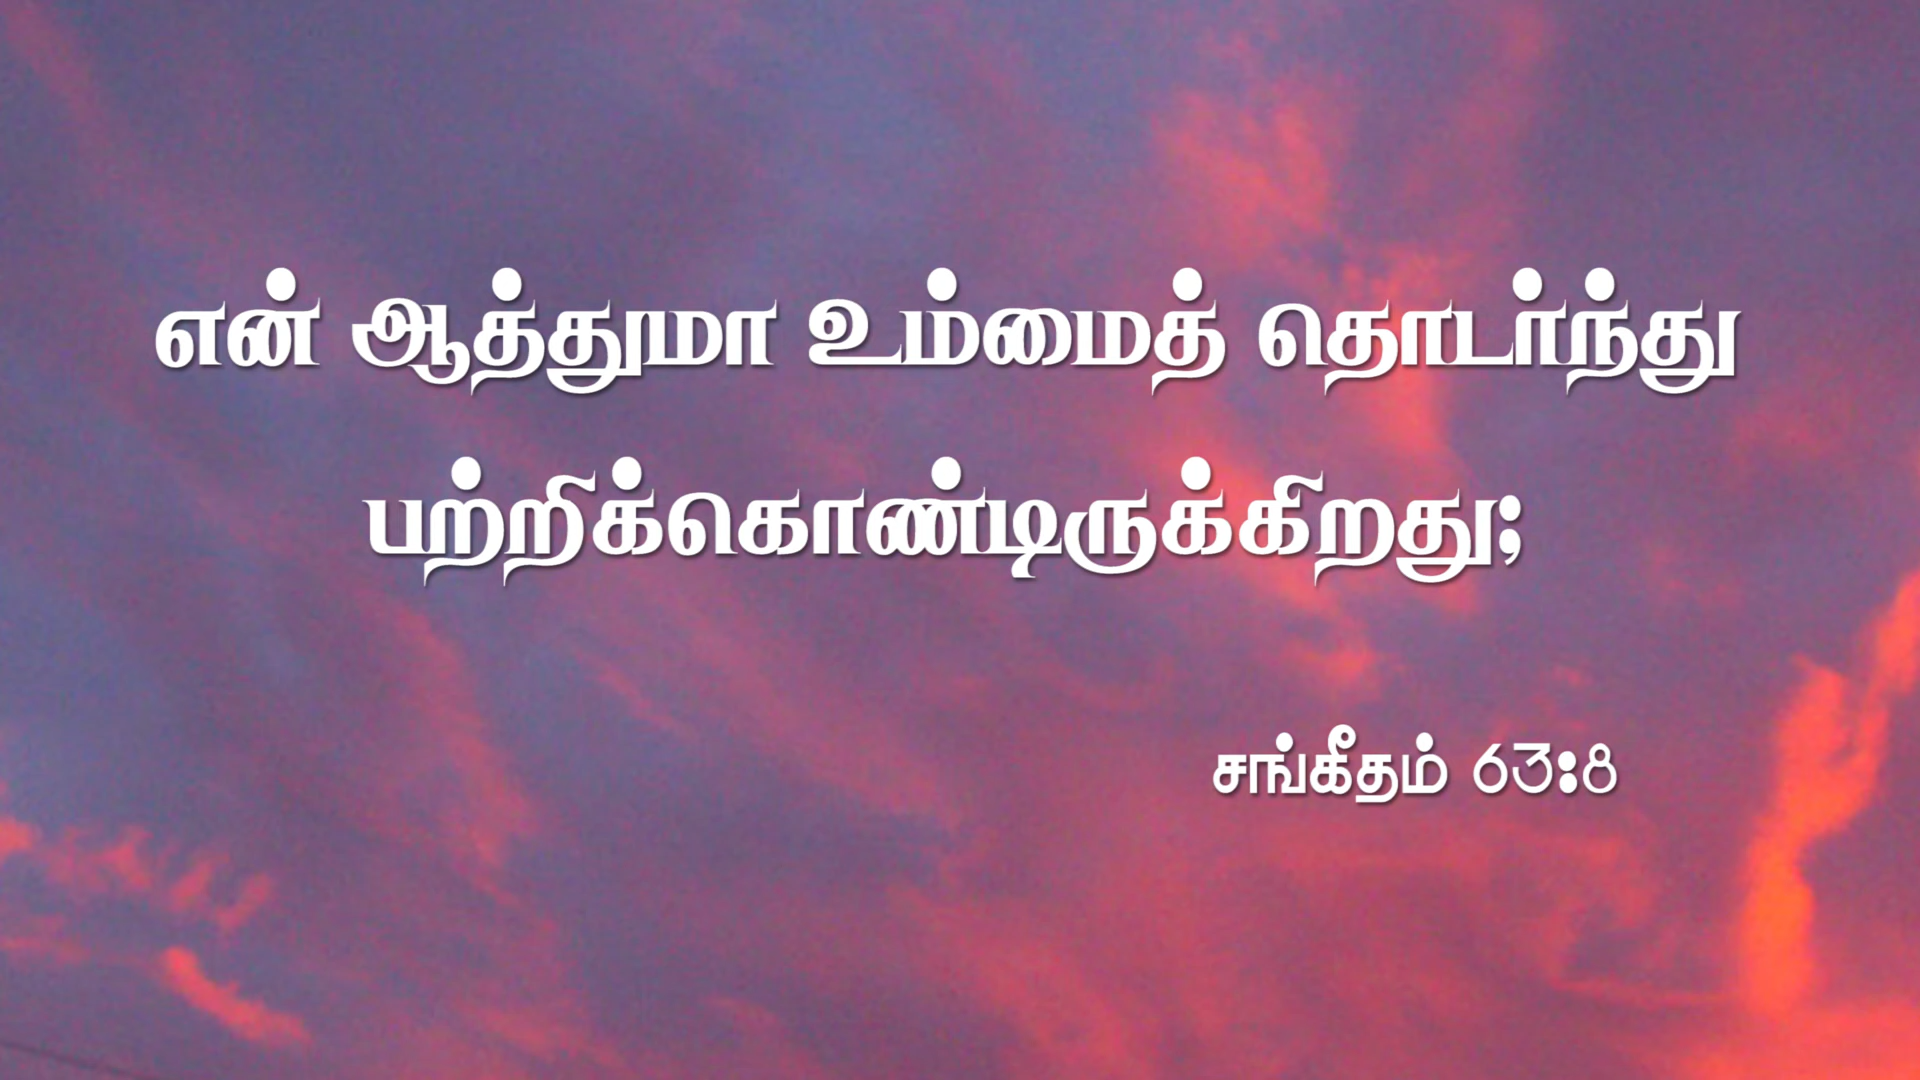 என் ஆத்துமா உம்மைத் தொடர்ந்து
பற்றிக்கொண்டிருக்கிறது;
சங்கீதம் 63:8